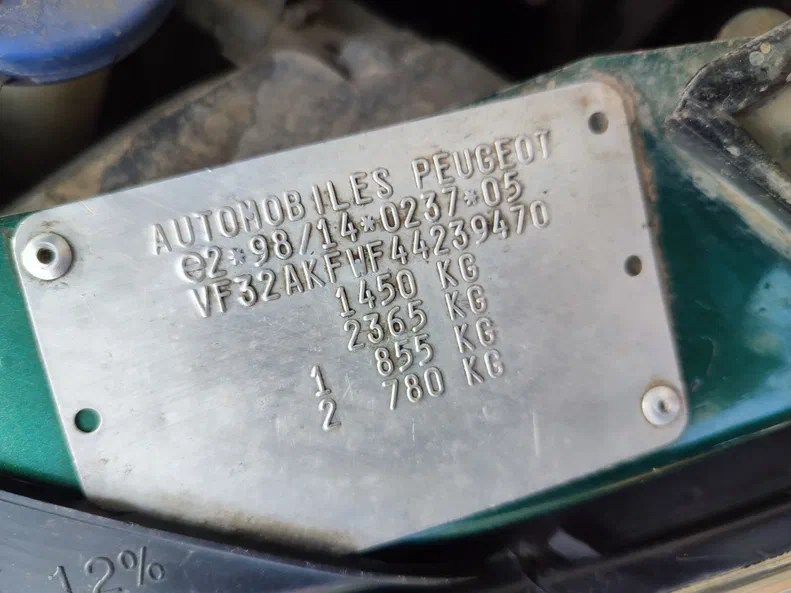 AUTOMOBILES PEUGEOT
e2*98/14*0237*05
VF32AKFWF44239470
1450 KG
2365 KG
1 855 KG
2 780 KG
12%